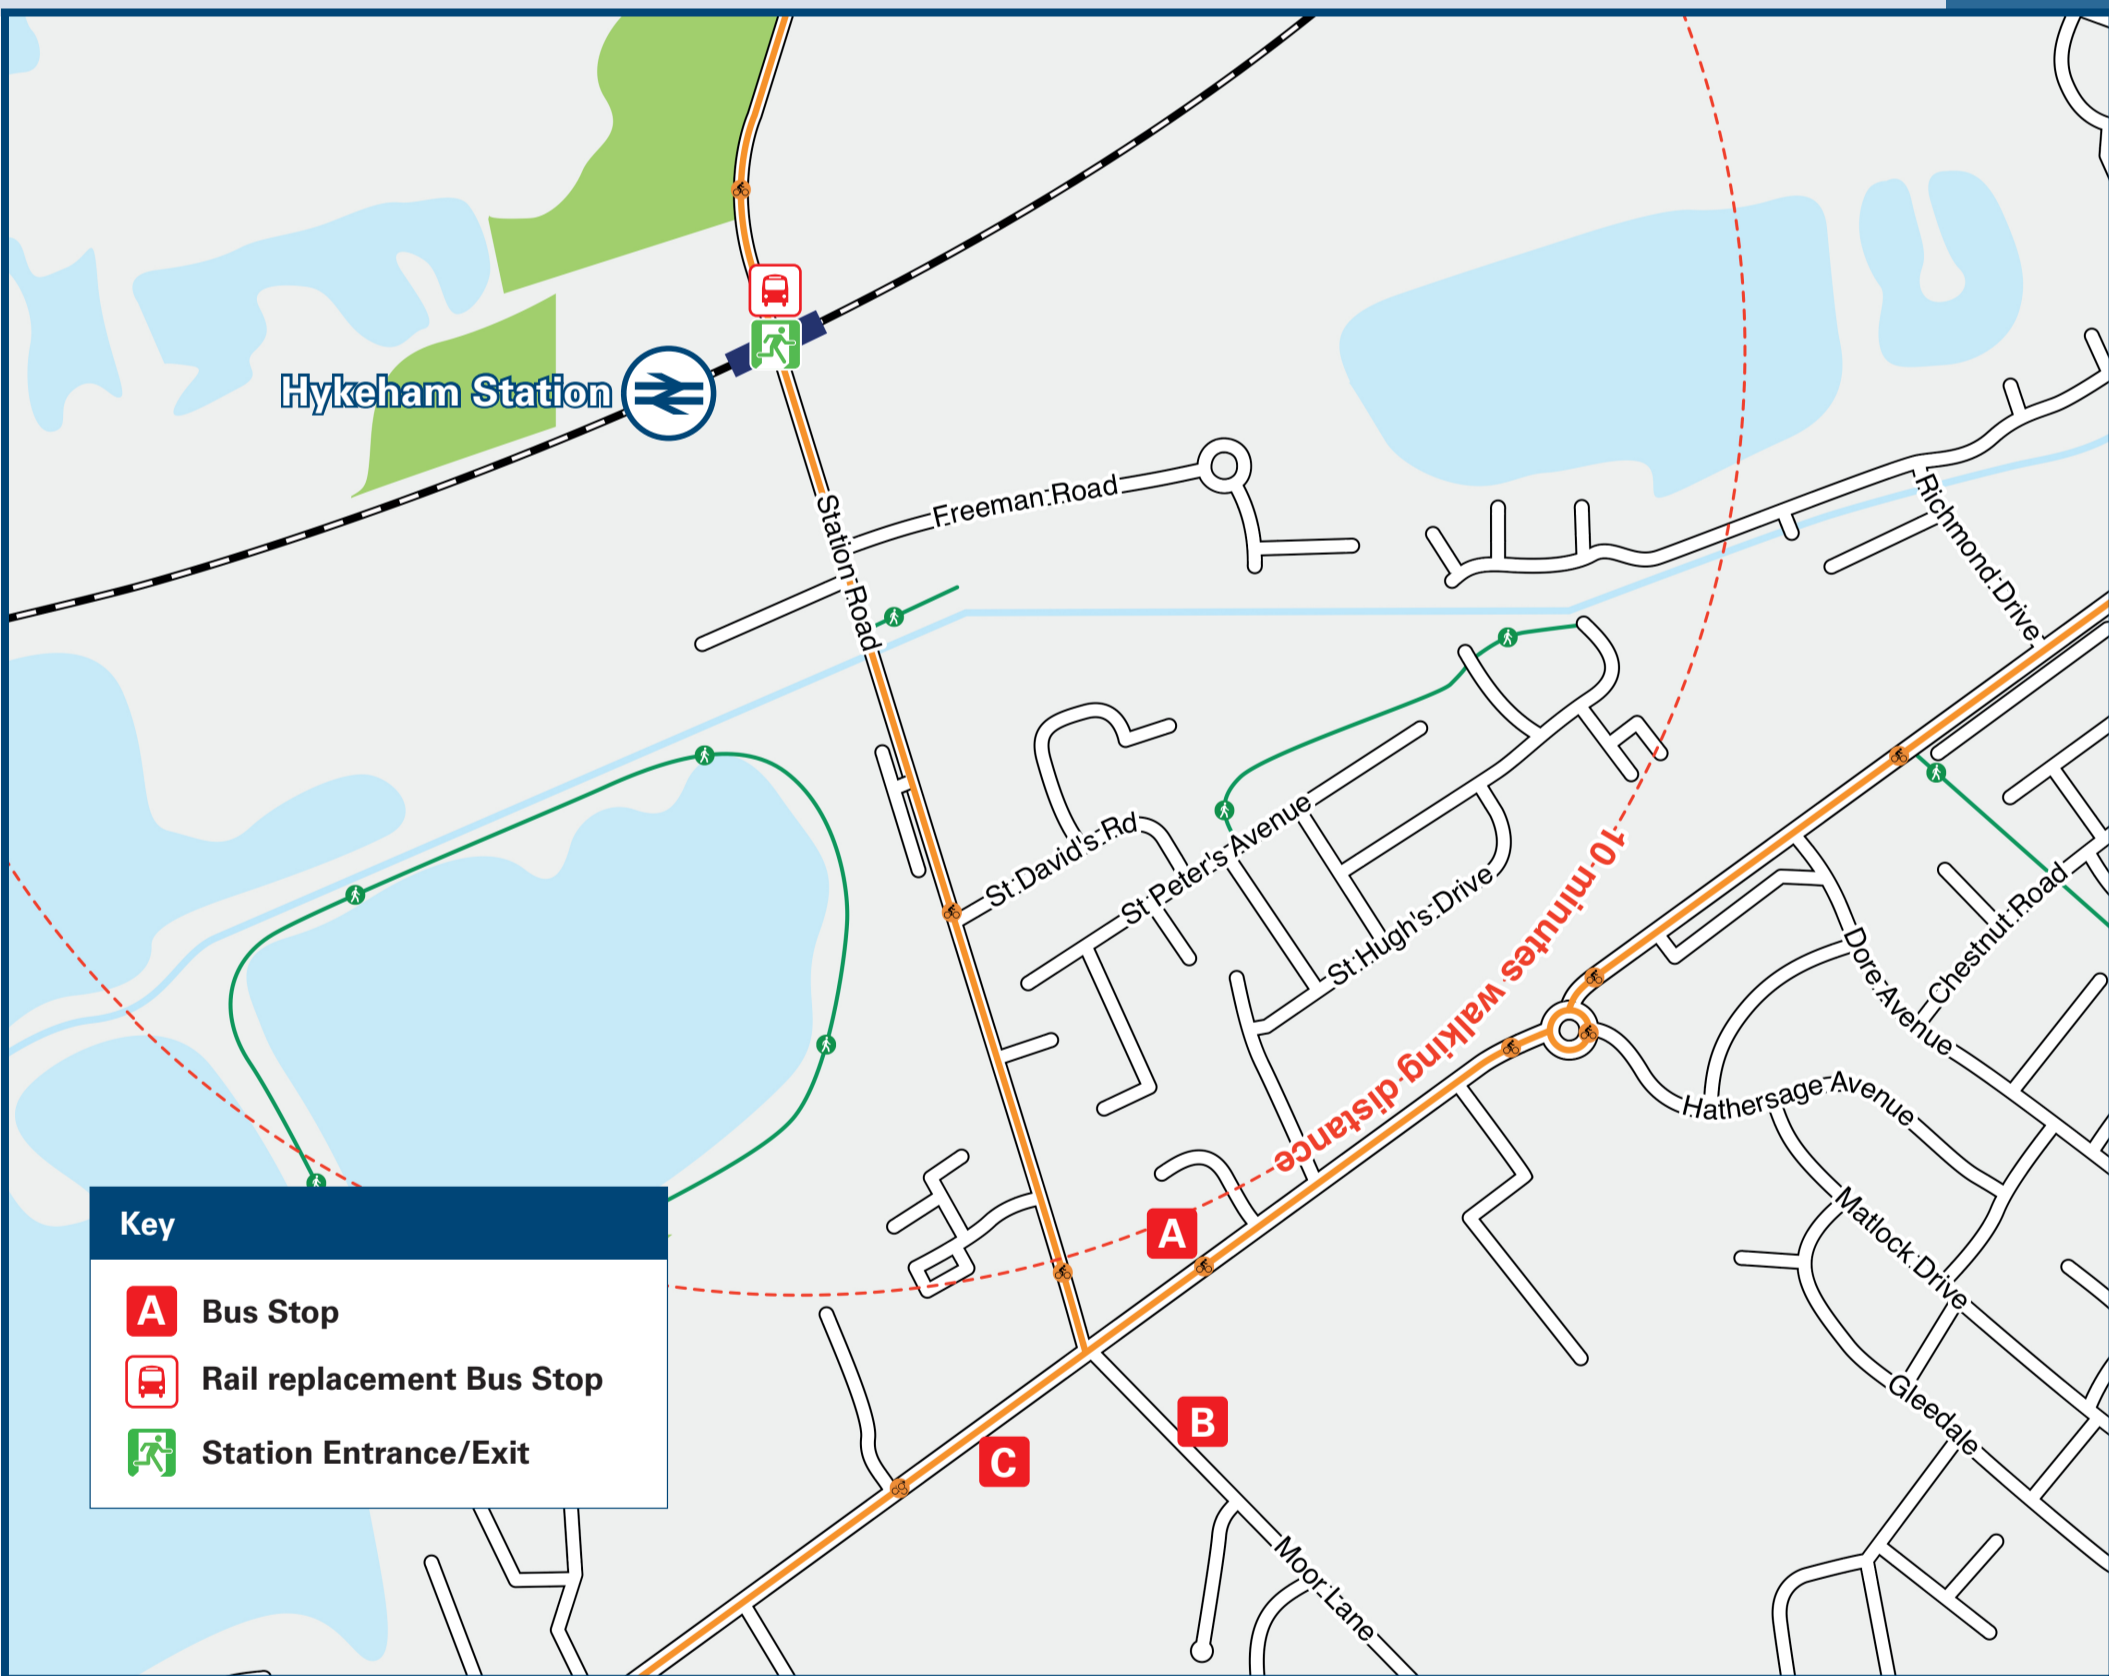 Hykeham Station
Station Road
Freeman Road
Station Road
Richmond Drive
St David's Rd
St Peter's Avenue
St Hugh's Drive
10 minutes walking distance
Dore Avenue
Chestnut Road
Hathersage Avenue
Matlock Drive
Gleedale
Moor Lane
A
B
C
Key
A Bus Stop
Rail replacement Bus Stop
Station Entrance/Exit